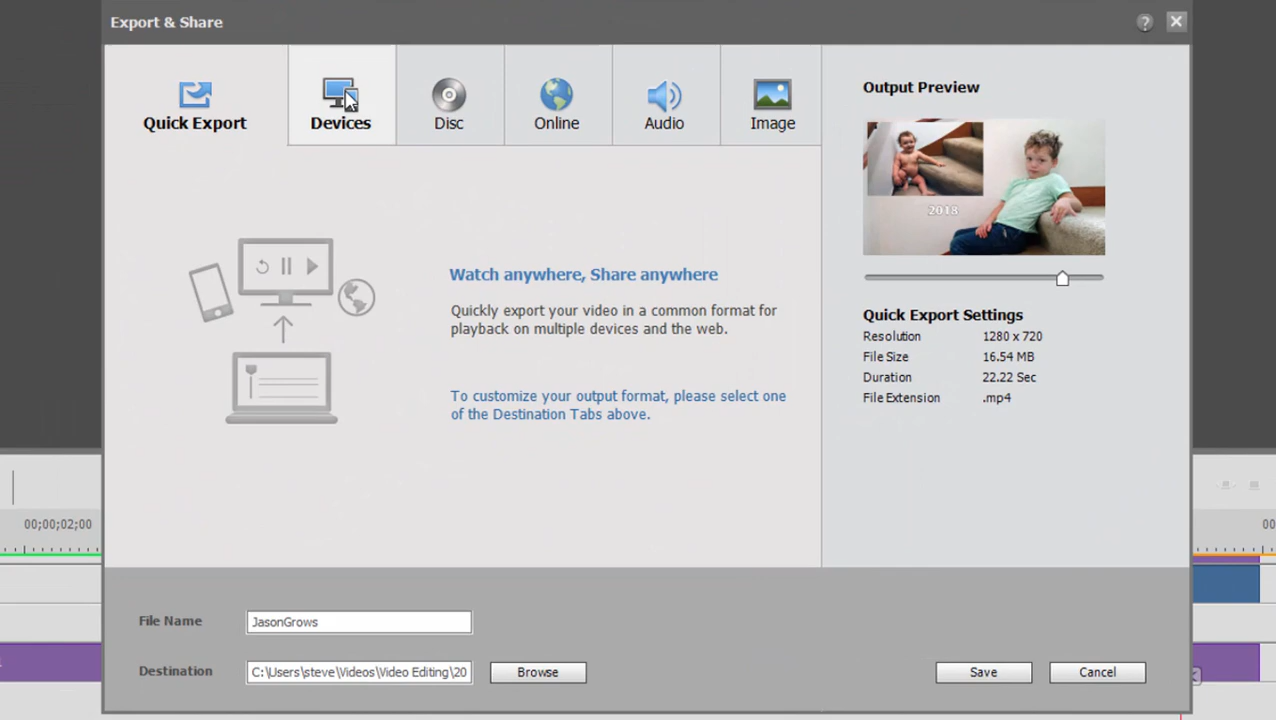 Export & Share
?
Quick Export
Devices
Disc
Online
Audio
Image
Watch anywhere, Share anywhere
Quickly export your video in a common format for
playback on multiple devices and the web.
To customize your output format, please select one
of the Destination Tabs above.
Output Preview
2018
Quick Export Settings
Resolution 1280 x 720
File Size 16.54 MB
Duration 22.22 Sec
File Extension .mp4
00;00;02;00
00
File Name JasonGrows
Destination C:\Users\steve\Videos\Video Editing\20 Browse
Save Cancel